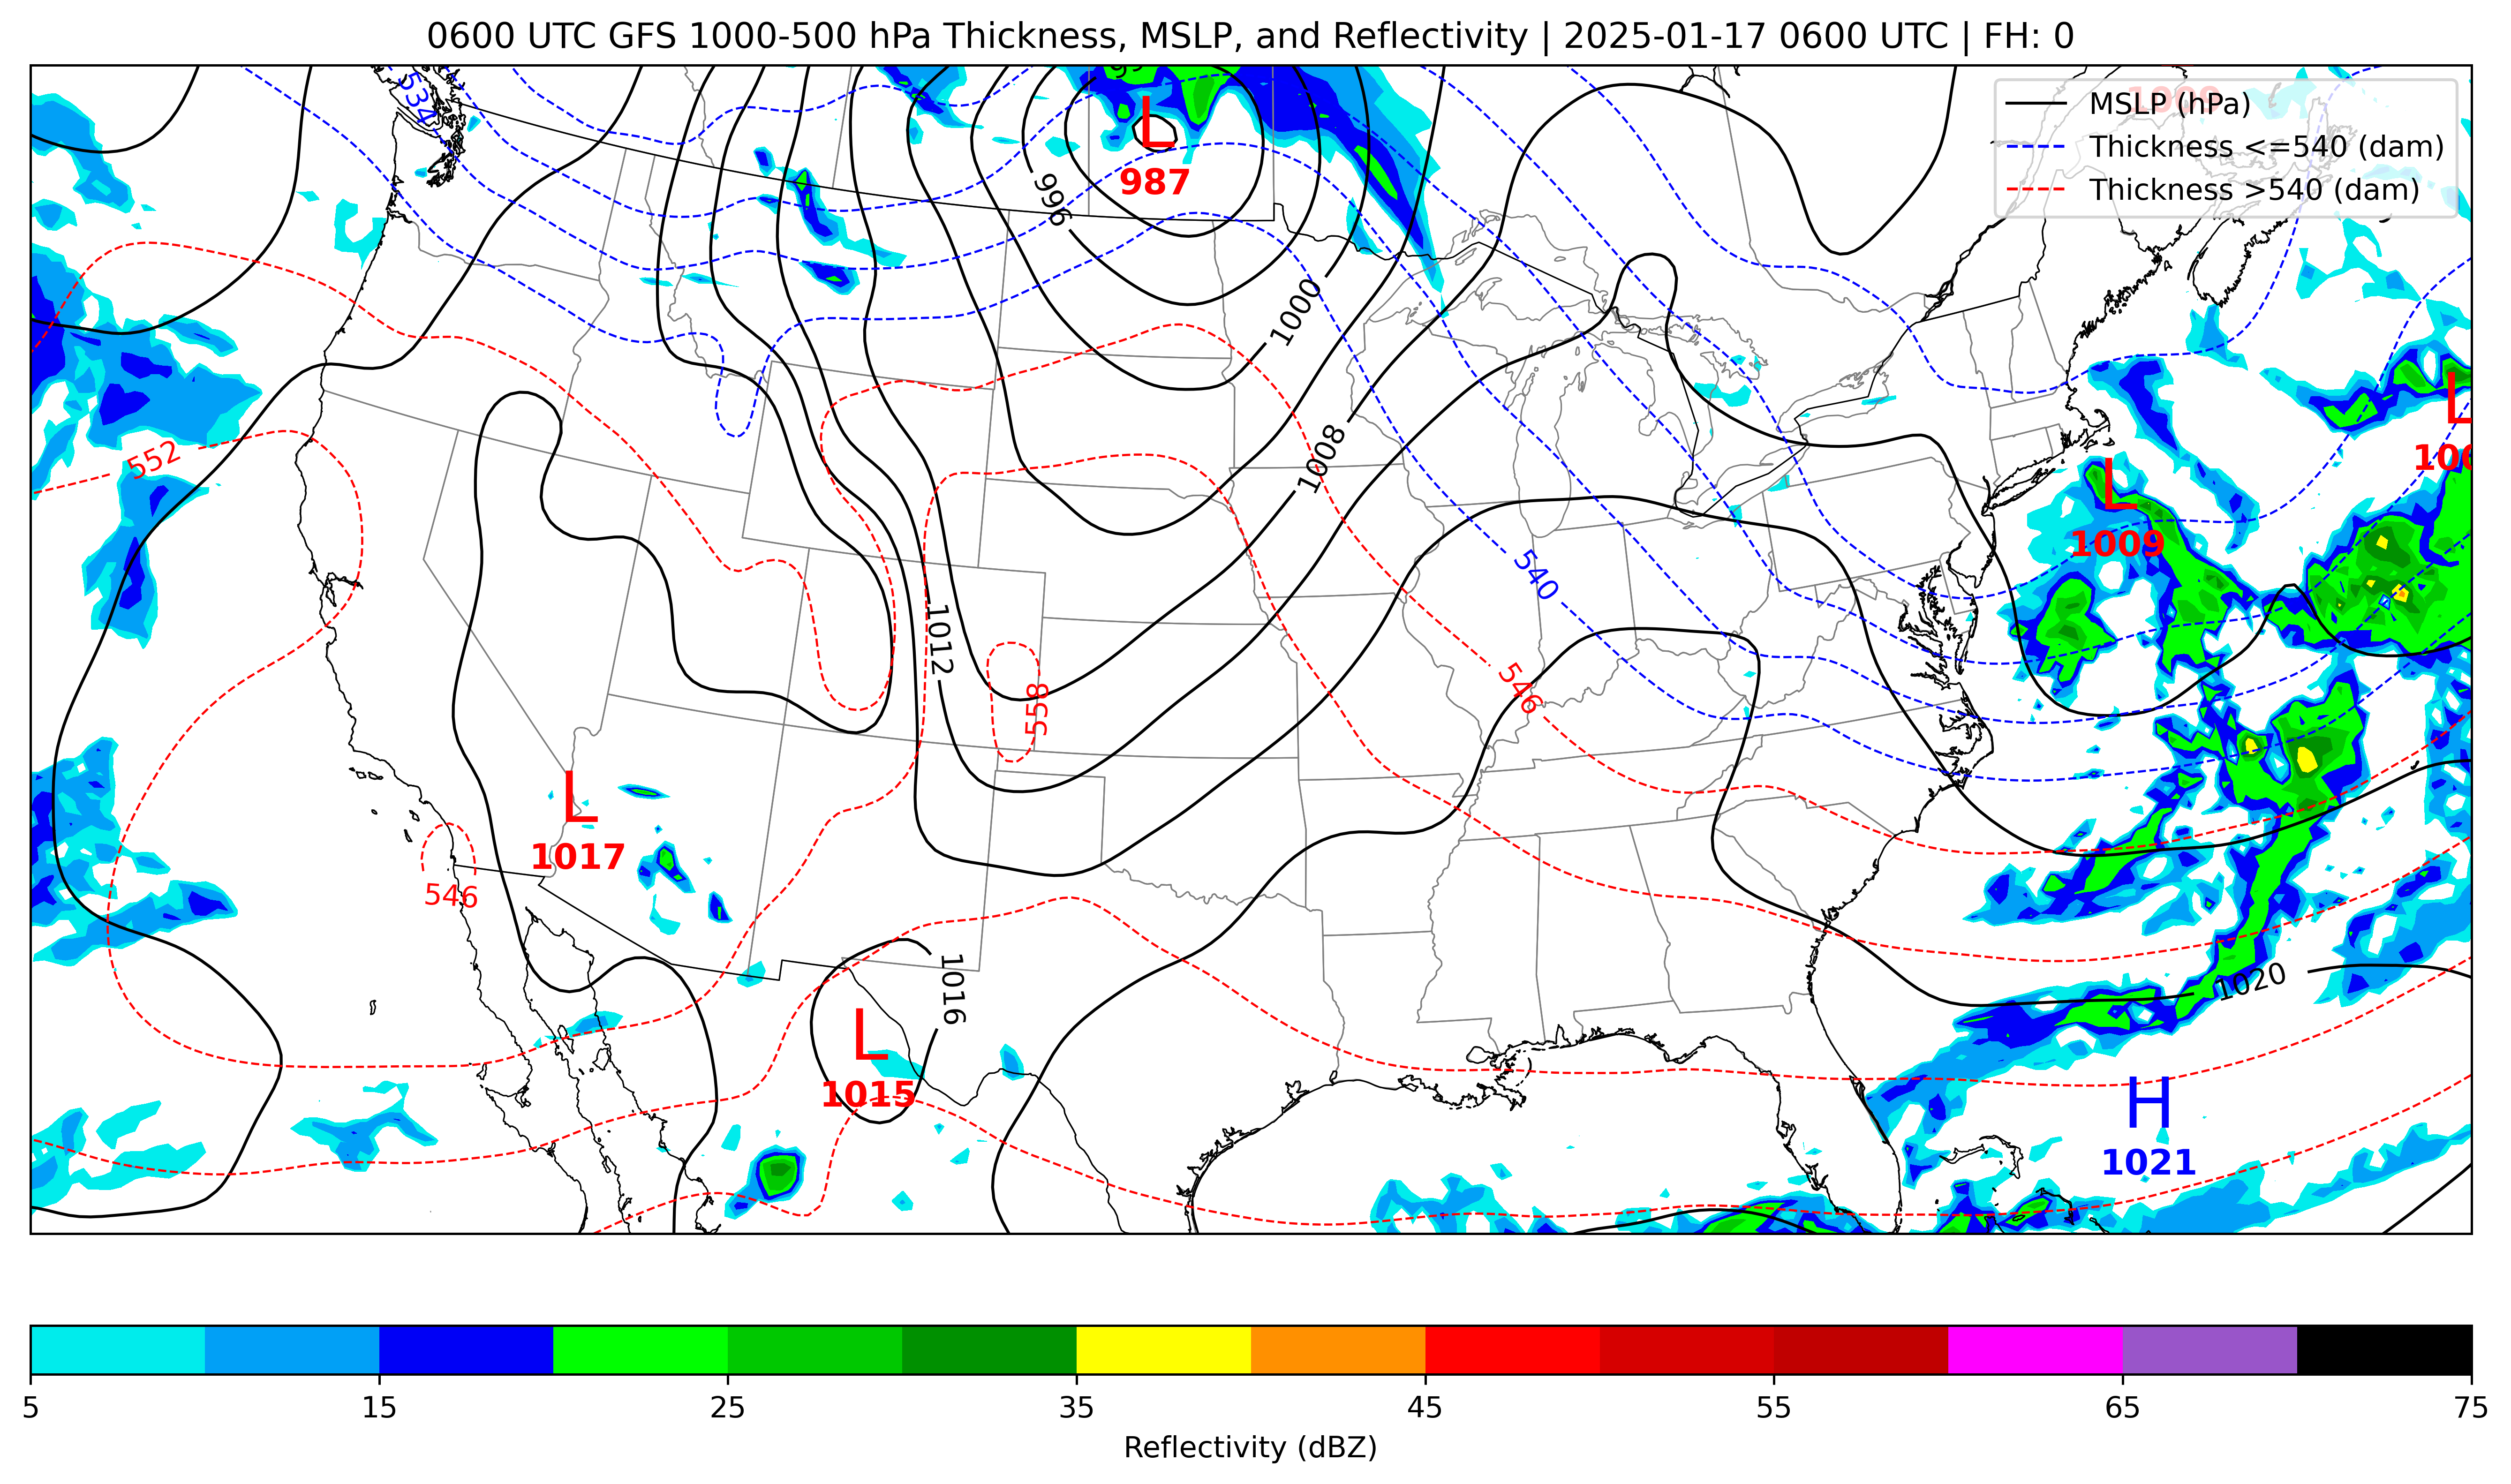 0600 UTC GFS 1000-500 hPa Thickness, MSLP, and Reflectivity | 2025-01-17 0600 UTC | FH: 0
MSLP (hPa)
Thickness <=540 (dam)
Thickness >540 (dam)
534
L
987
996
1000
1008
552
L
L
1009
540
1012
546
558
L
1017
546
1016
1020
L
1015
H
1021
5 15 25 35 45 55 65 75
Reflectivity (dBZ)